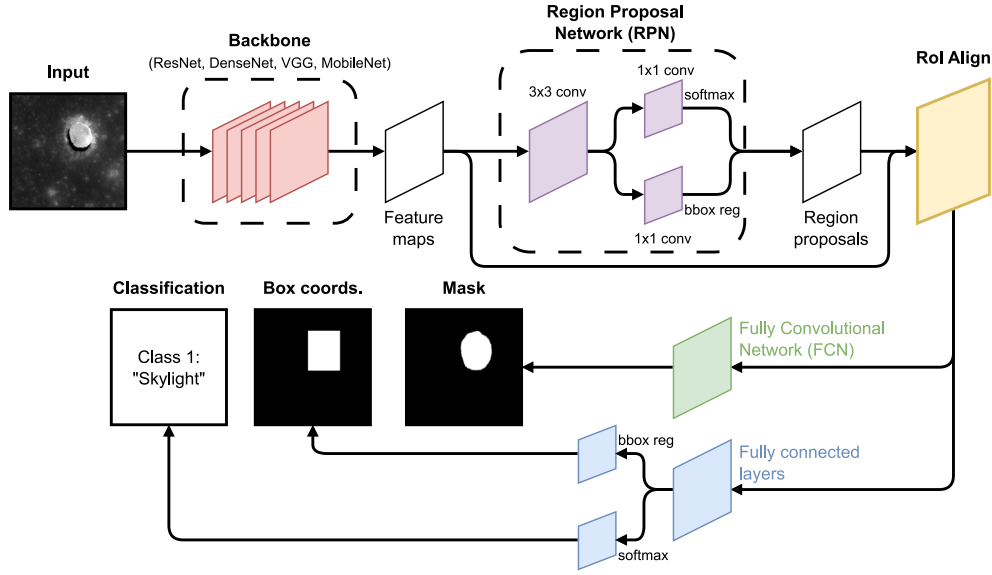 Input
Backbone
(ResNet, DenseNet, VGG, MobileNet)
Feature
maps
Region Proposal
Network (RPN)
3x3 conv
1x1 conv
softmax
bbox reg
1x1 conv
Region
proposals
RoI Align
Classification
Class 1:
"Skylight"
Box coords.
Mask
Fully Convolutional
Network (FCN)
bbox reg
Fully connected
layers
softmax